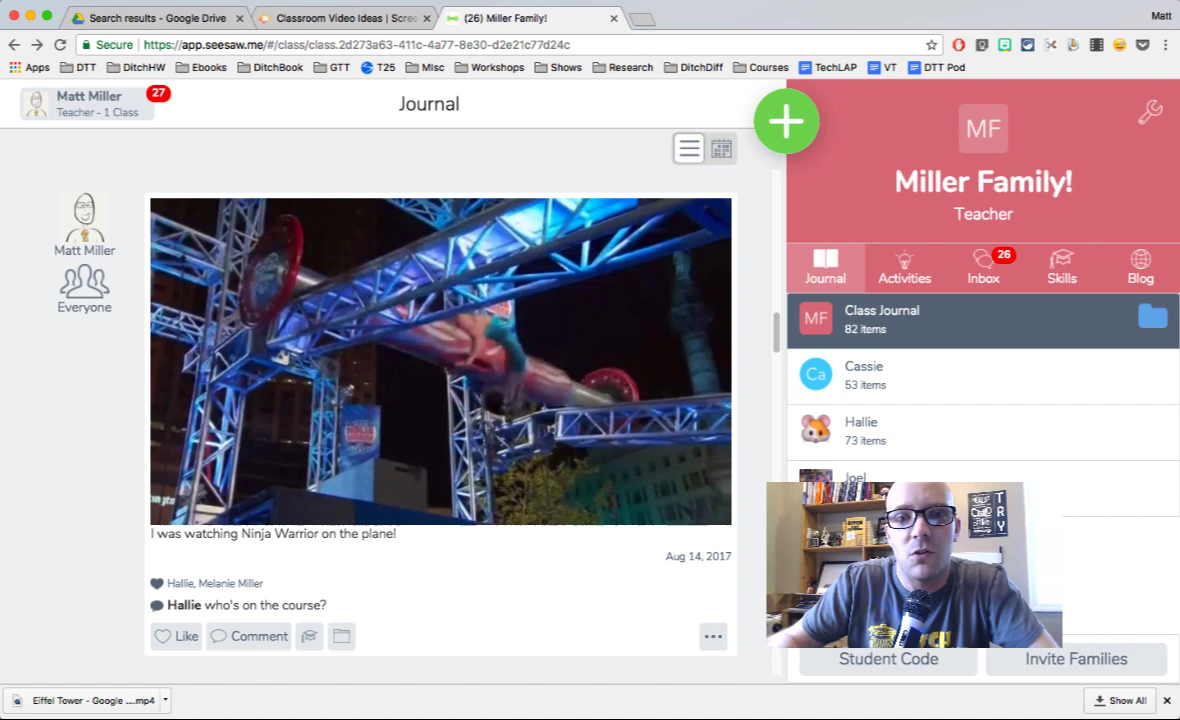 Search results - Google Drive
Classroom Video Ideas | Scree
(26) Miller Family!
Matt
Secure
https://app.seesaw.me/#/class/class.2d273a63-411c-4a77-8e30-d2e21c77d24c
Apps
DTT
DitchHW
Ebooks
DitchBook
GTT
T25
Misc
Workshops
Shows
Research
DitchDiff
Courses
TechLAP
VT
DTT Pod
Matt Miller
Teacher - 1 Class
27
Journal
MF
Miller Family!
Teacher
Journal
Activities
Inbox
26
Skills
Blog
MF
Class Journal
82 items
Ca
Cassie
53 items
Hallie
73 items
Joel
Matt Miller
Everyone
I was watching Ninja Warrior on the plane!
Aug 14, 2017
Hallie, Melanie Miller
Hallie who's on the course?
Like
Comment
TRY
Student Code
Invite Families
Eiffel Tower - Google ....mp4
Show All